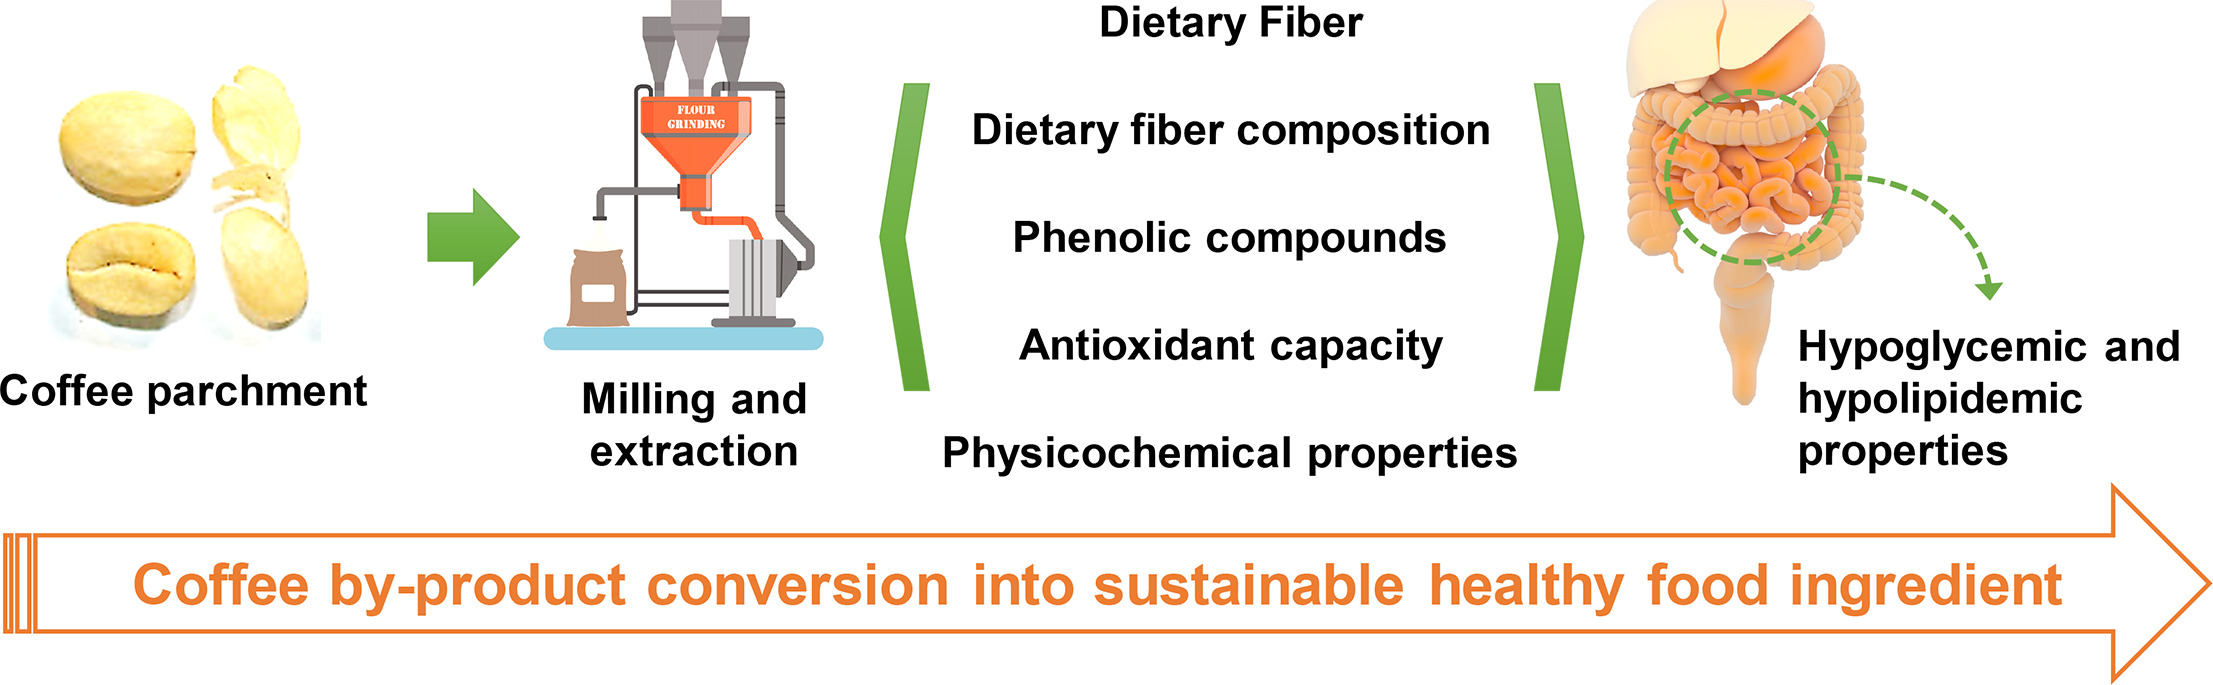 Coffee parchment
FLOUR
GRINDING
Milling and
extraction
Dietary Fiber
Dietary fiber composition
Phenolic compounds
Antioxidant capacity
Physicochemical properties
Hypoglycemic and
hypolipidemic
properties
Coffee by-product conversion into sustainable healthy food ingredient